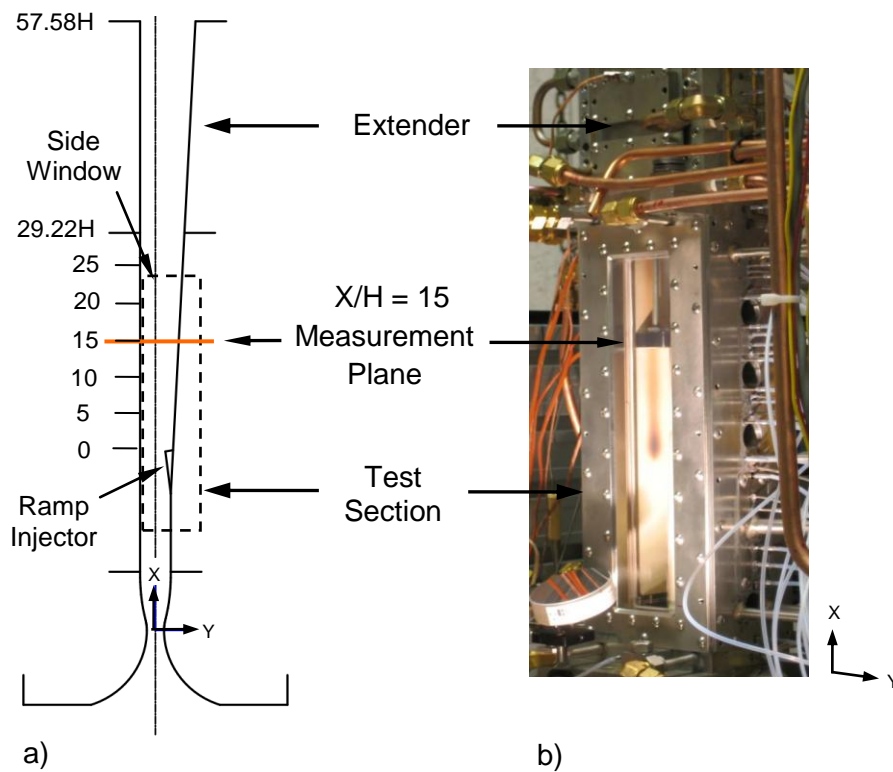 57.58H
Extender
Side
Window
29.22H
25
20
X/H = 15
15
Measurement
Plane
10
5
0
Test
Section
Ramp
Injector
X
Y
X
Y
a)
b)